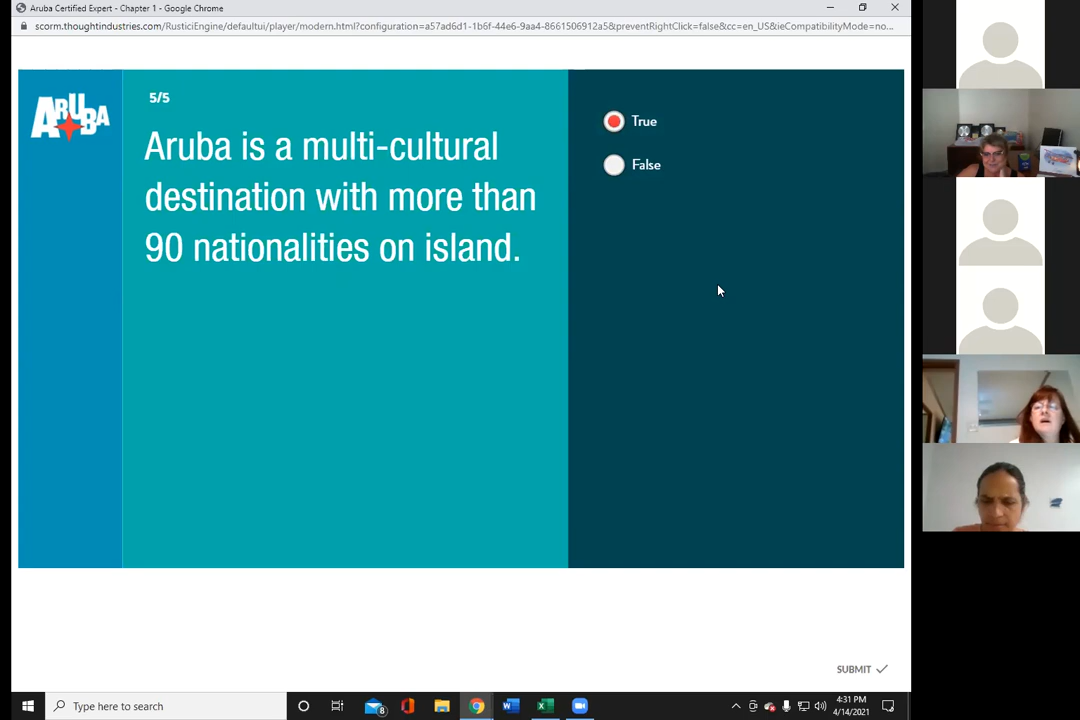 Aruba Certified Expert - Chapter 1 - Google Chrome
scorm.thoughtindustries.com/RusticiEngine/defaultui/player/modern.html?configuration=a57ad6d1-1b6f-44e6-9aa4-8661506912a5&preventRightClick=false&cc=en_US&ieCompatibilityMode=no...
ARUBA
5/5
Aruba is a multi-cultural
destination with more than
90 nationalities on island.
True
False
SUBMIT
Type here to search
8
4:31 PM
4/14/2021